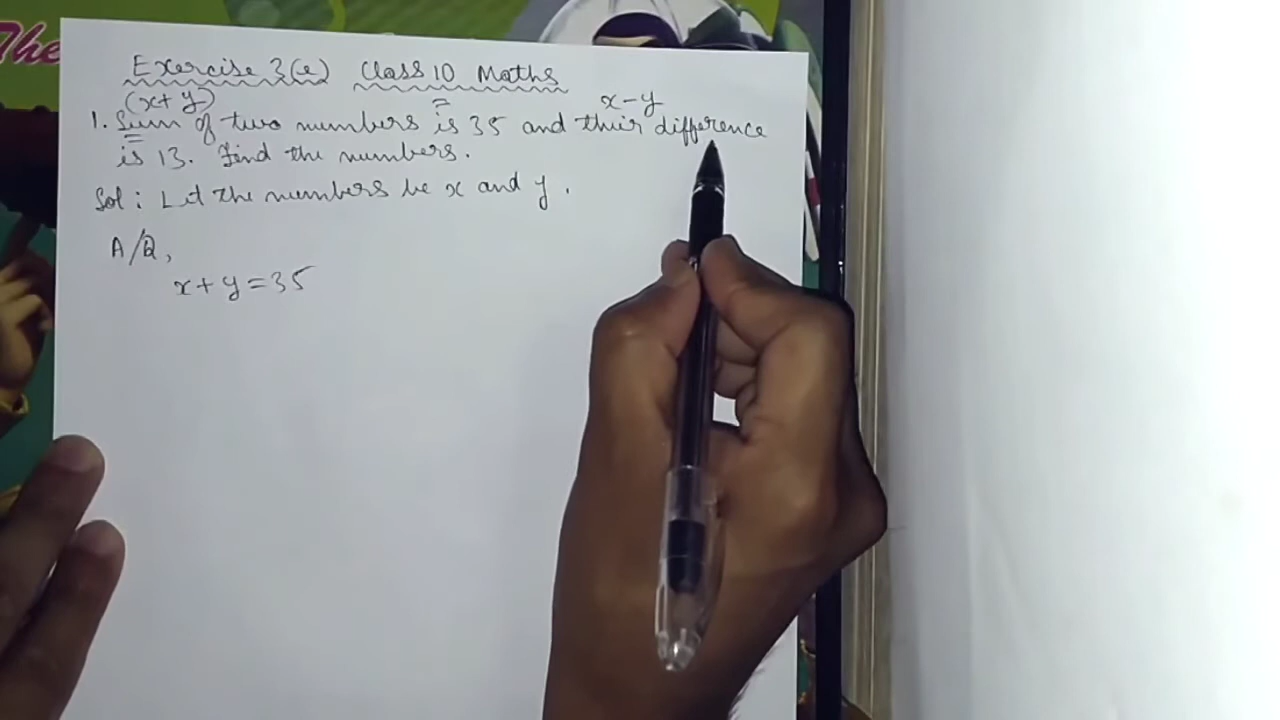 The
Exercise 3(e) Class 10 Maths
(x+y) x-y
1. Sum of two numbers is 35 and their difference
is 13. Find the numbers.
Sol : Let the numbers be x and y.
A/Q,
x+y=35